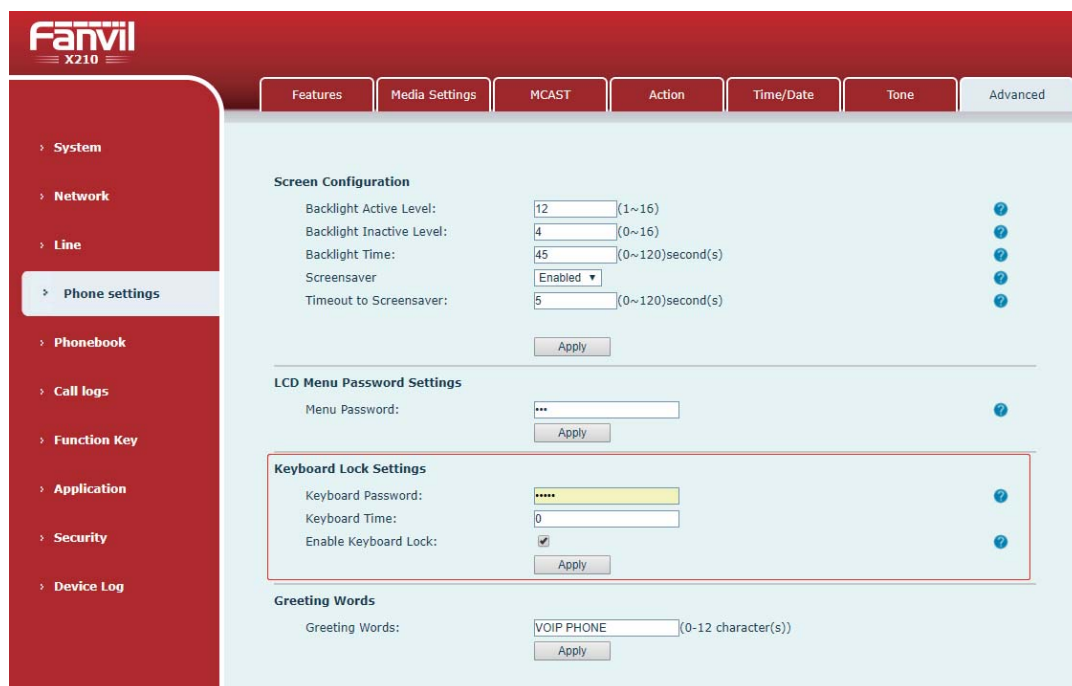 Fanvil
X210
Features Media Settings MCAST Action Time/Date Tone Advanced
› System
› Network
› Line
› Phone settings
› Phonebook
› Call logs
› Function Key
› Application
› Security
› Device Log
Screen Configuration
Backlight Active Level: 12 (1~16)
Backlight Inactive Level: 4 (0~16)
Backlight Time: 45 (0~120)second(s)
Screensaver Enabled
Timeout to Screensaver: 5 (0~120)second(s)
Apply
LCD Menu Password Settings
Menu Password: •••
Apply
Keyboard Lock Settings
Keyboard Password: •••••
Keyboard Time: 0
Enable Keyboard Lock:
Apply
Greeting Words
Greeting Words: VOIP PHONE (0-12 character(s))
Apply